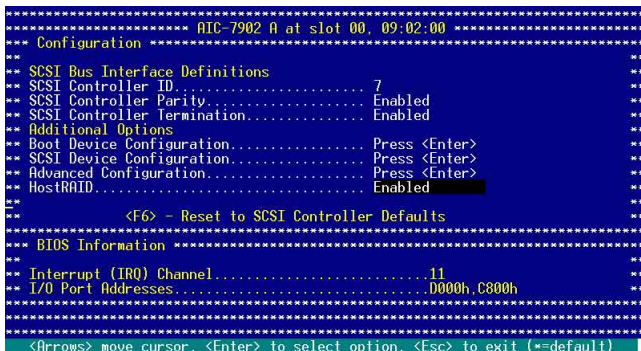 ****************************************************************************
********************** AIC-7902 A at slot 00, 09:02:00 *********************
*** Configuration **********************************************************
** **
** SCSI Bus Interface Definitions **
** SCSI Controller ID........................ 7 **
** SCSI Controller Parity.................... Enabled **
** SCSI Controller Termination............... Enabled **
** Additional Options **
** Boot Device Configuration................. Press <Enter> **
** SCSI Device Configuration................. Press <Enter> **
** Advanced Configuration.................... Press <Enter> **
** HostRAID.................................. Enabled **
** **
** <F6> - Reset to SCSI Controller Defaults **
****************************************************************************
*** BIOS Information *******************************************************
** **
** Interrupt (IRQ) Channel...........................11 **
** I/O Port Addresses................................D000h,C800h **
****************************************************************************
****************************************************************************
****************************************************************************
<Arrows> move cursor, <Enter> to select option, <Esc> to exit (*=default)